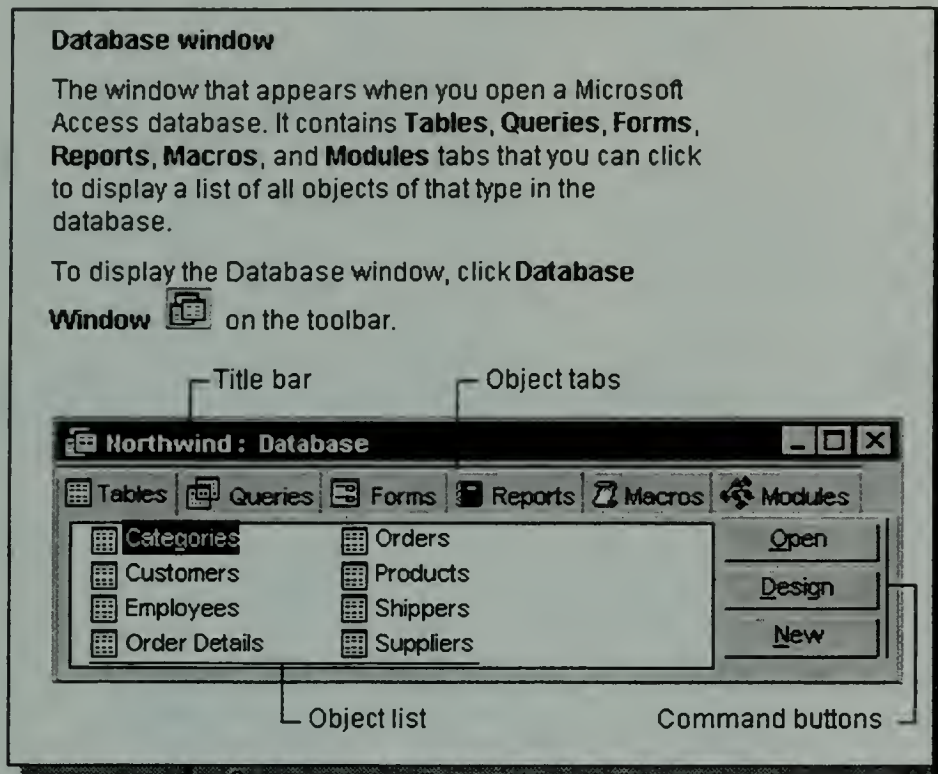 Database window
The window that appears when you open a Microsoft
Access database. It contains Tables, Queries, Forms,
Reports, Macros, and Modules tabs that you can click
to display a list of all objects of that type in the
database.
To display the Database window, click Database
Window on the toolbar.
Title bar Object tabs
Northwind : Database
Tables Queries Forms Reports Macros Modules
Categories Orders Open
Customers Products Design
Employees Shippers
Order Details Suppliers New
Object list Command buttons